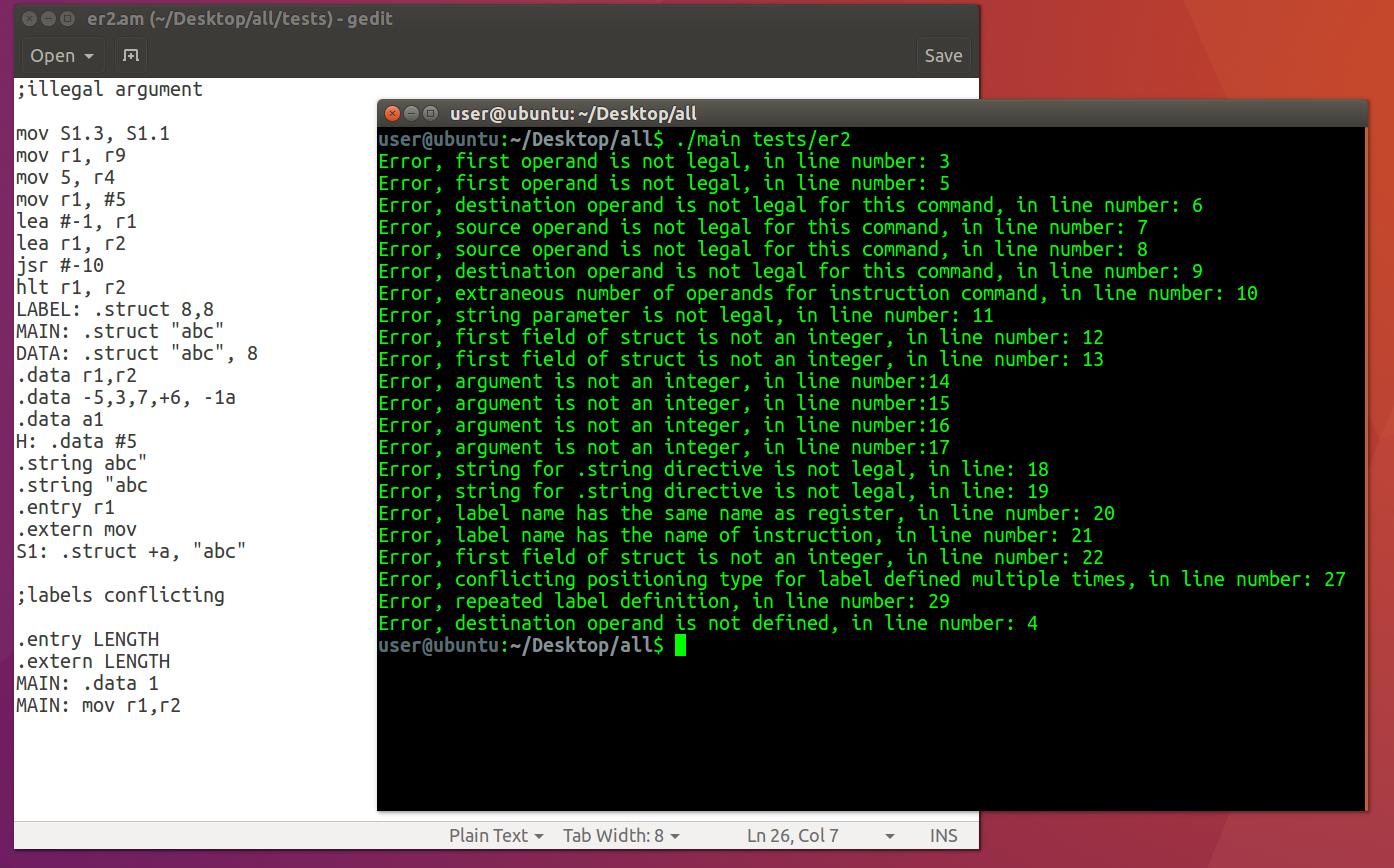 er2.am (~/Desktop/all/tests) - gedit
Open
Save
;illegal argument
mov S1.3, S1.1
mov r1, r9
mov 5, r4
mov r1, #5
lea #-1, r1
lea r1, r2
jsr #-10
hlt r1, r2
LABEL: .struct 8,8
MAIN: .struct "abc"
DATA: .struct "abc", 8
.data r1,r2
.data -5,3,7,+6, -1a
.data a1
H: .data #5
.string abc"
.string "abc
.entry r1
.extern mov
S1: .struct +a, "abc"
;labels conflicting
.entry LENGTH
.extern LENGTH
MAIN: .data 1
MAIN: mov r1,r2
Plain Text
Tab Width: 8
Ln 26, Col 7
INS
user@ubuntu: ~/Desktop/all
user@ubuntu:~/Desktop/all$ ./main tests/er2
Error, first operand is not legal, in line number: 3
Error, first operand is not legal, in line number: 5
Error, destination operand is not legal for this command, in line number: 6
Error, source operand is not legal for this command, in line number: 7
Error, source operand is not legal for this command, in line number: 8
Error, destination operand is not legal for this command, in line number: 9
Error, extraneous number of operands for instruction command, in line number: 10
Error, string parameter is not legal, in line number: 11
Error, first field of struct is not an integer, in line number: 12
Error, first field of struct is not an integer, in line number: 13
Error, argument is not an integer, in line number:14
Error, argument is not an integer, in line number:15
Error, argument is not an integer, in line number:16
Error, argument is not an integer, in line number:17
Error, string for .string directive is not legal, in line: 18
Error, string for .string directive is not legal, in line: 19
Error, label name has the same name as register, in line number: 20
Error, label name has the name of instruction, in line number: 21
Error, first field of struct is not an integer, in line number: 22
Error, conflicting positioning type for label defined multiple times, in line number: 27
Error, repeated label definition, in line number: 29
Error, destination operand is not defined, in line number: 4
user@ubuntu:~/Desktop/all$